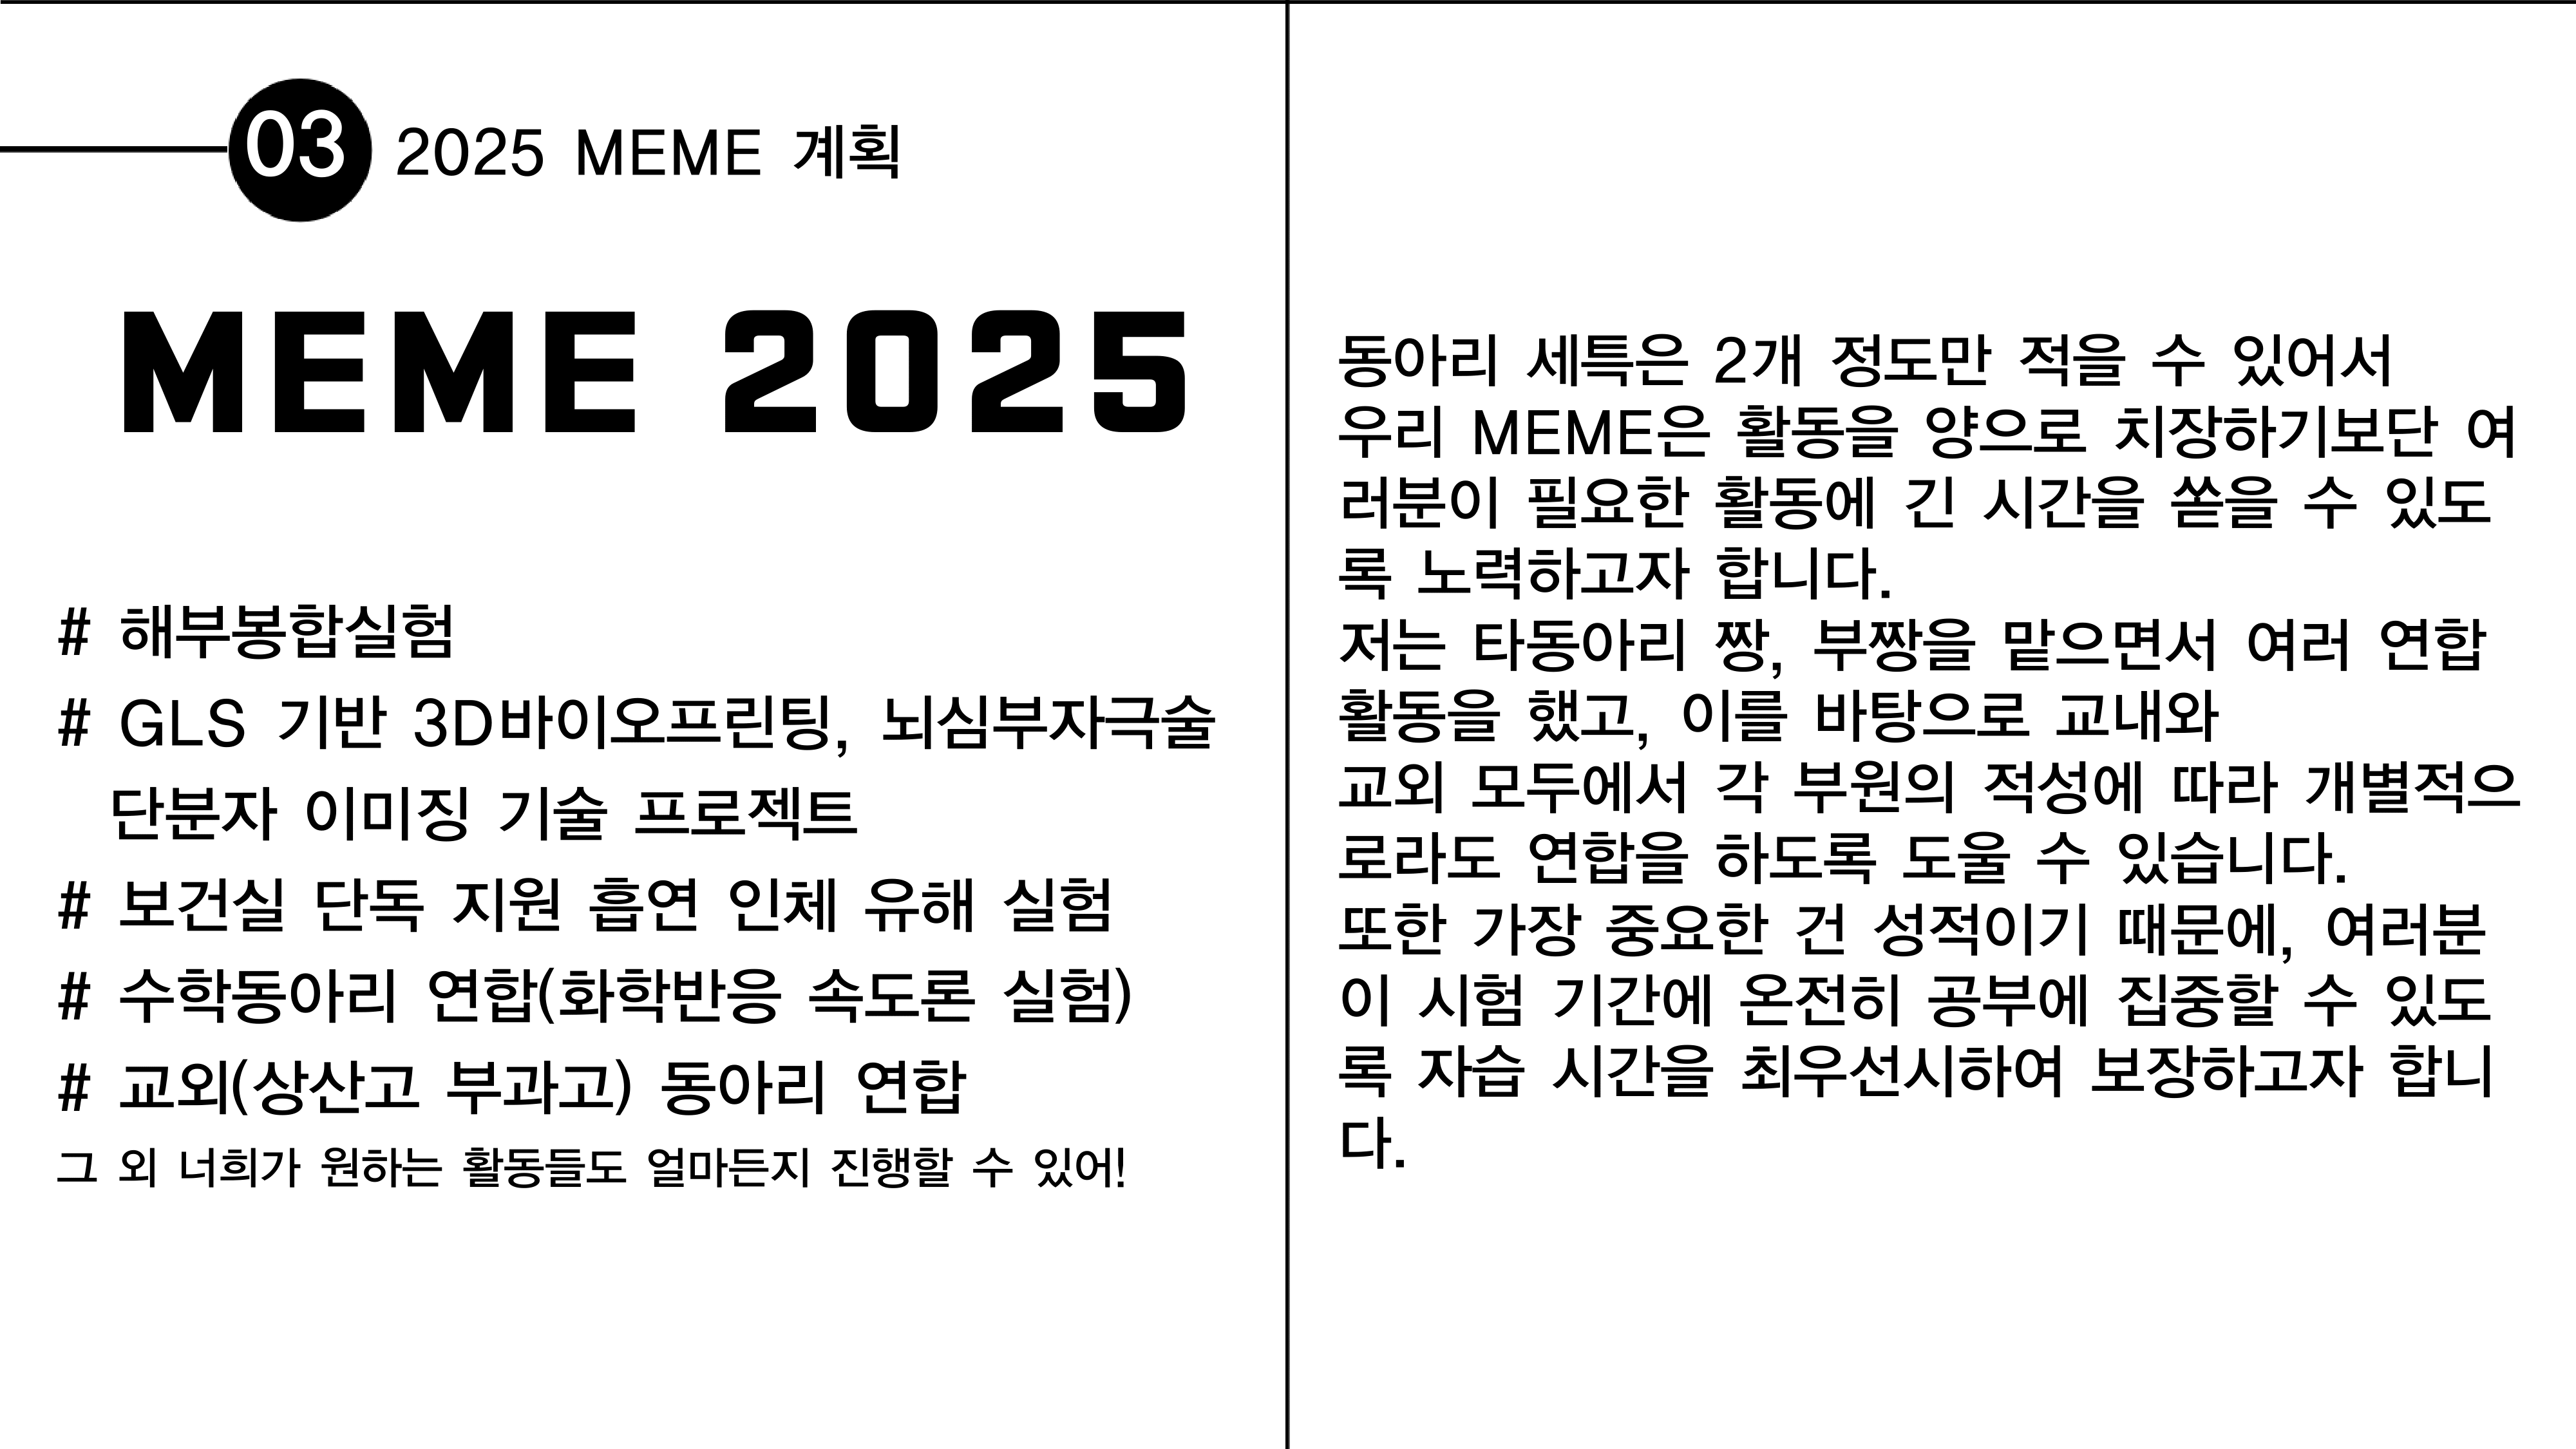 03 2025 MEME 계획
MEME 2025
# 해부봉합실험
# GLS 기반 3D바이오프린팅, 뇌심부자극술
단분자 이미징 기술 프로젝트
# 보건실 단독 지원 흡연 인체 유해 실험
# 수학동아리 연합(화학반응 속도론 실험)
# 교외(상산고 부과고) 동아리 연합
그 외 너희가 원하는 활동들도 얼마든지 진행할 수 있어!
동아리 세특은 2개 정도만 적을 수 있어서
우리 MEME은 활동을 양으로 치장하기보단 여
러분이 필요한 활동에 긴 시간을 쏟을 수 있도
록 노력하고자 합니다.
저는 타동아리 짱, 부짱을 맡으면서 여러 연합
활동을 했고, 이를 바탕으로 교내와
교외 모두에서 각 부원의 적성에 따라 개별적으
로라도 연합을 하도록 도울 수 있습니다.
또한 가장 중요한 건 성적이기 때문에, 여러분
이 시험 기간에 온전히 공부에 집중할 수 있도
록 자습 시간을 최우선시하여 보장하고자 합니
다.